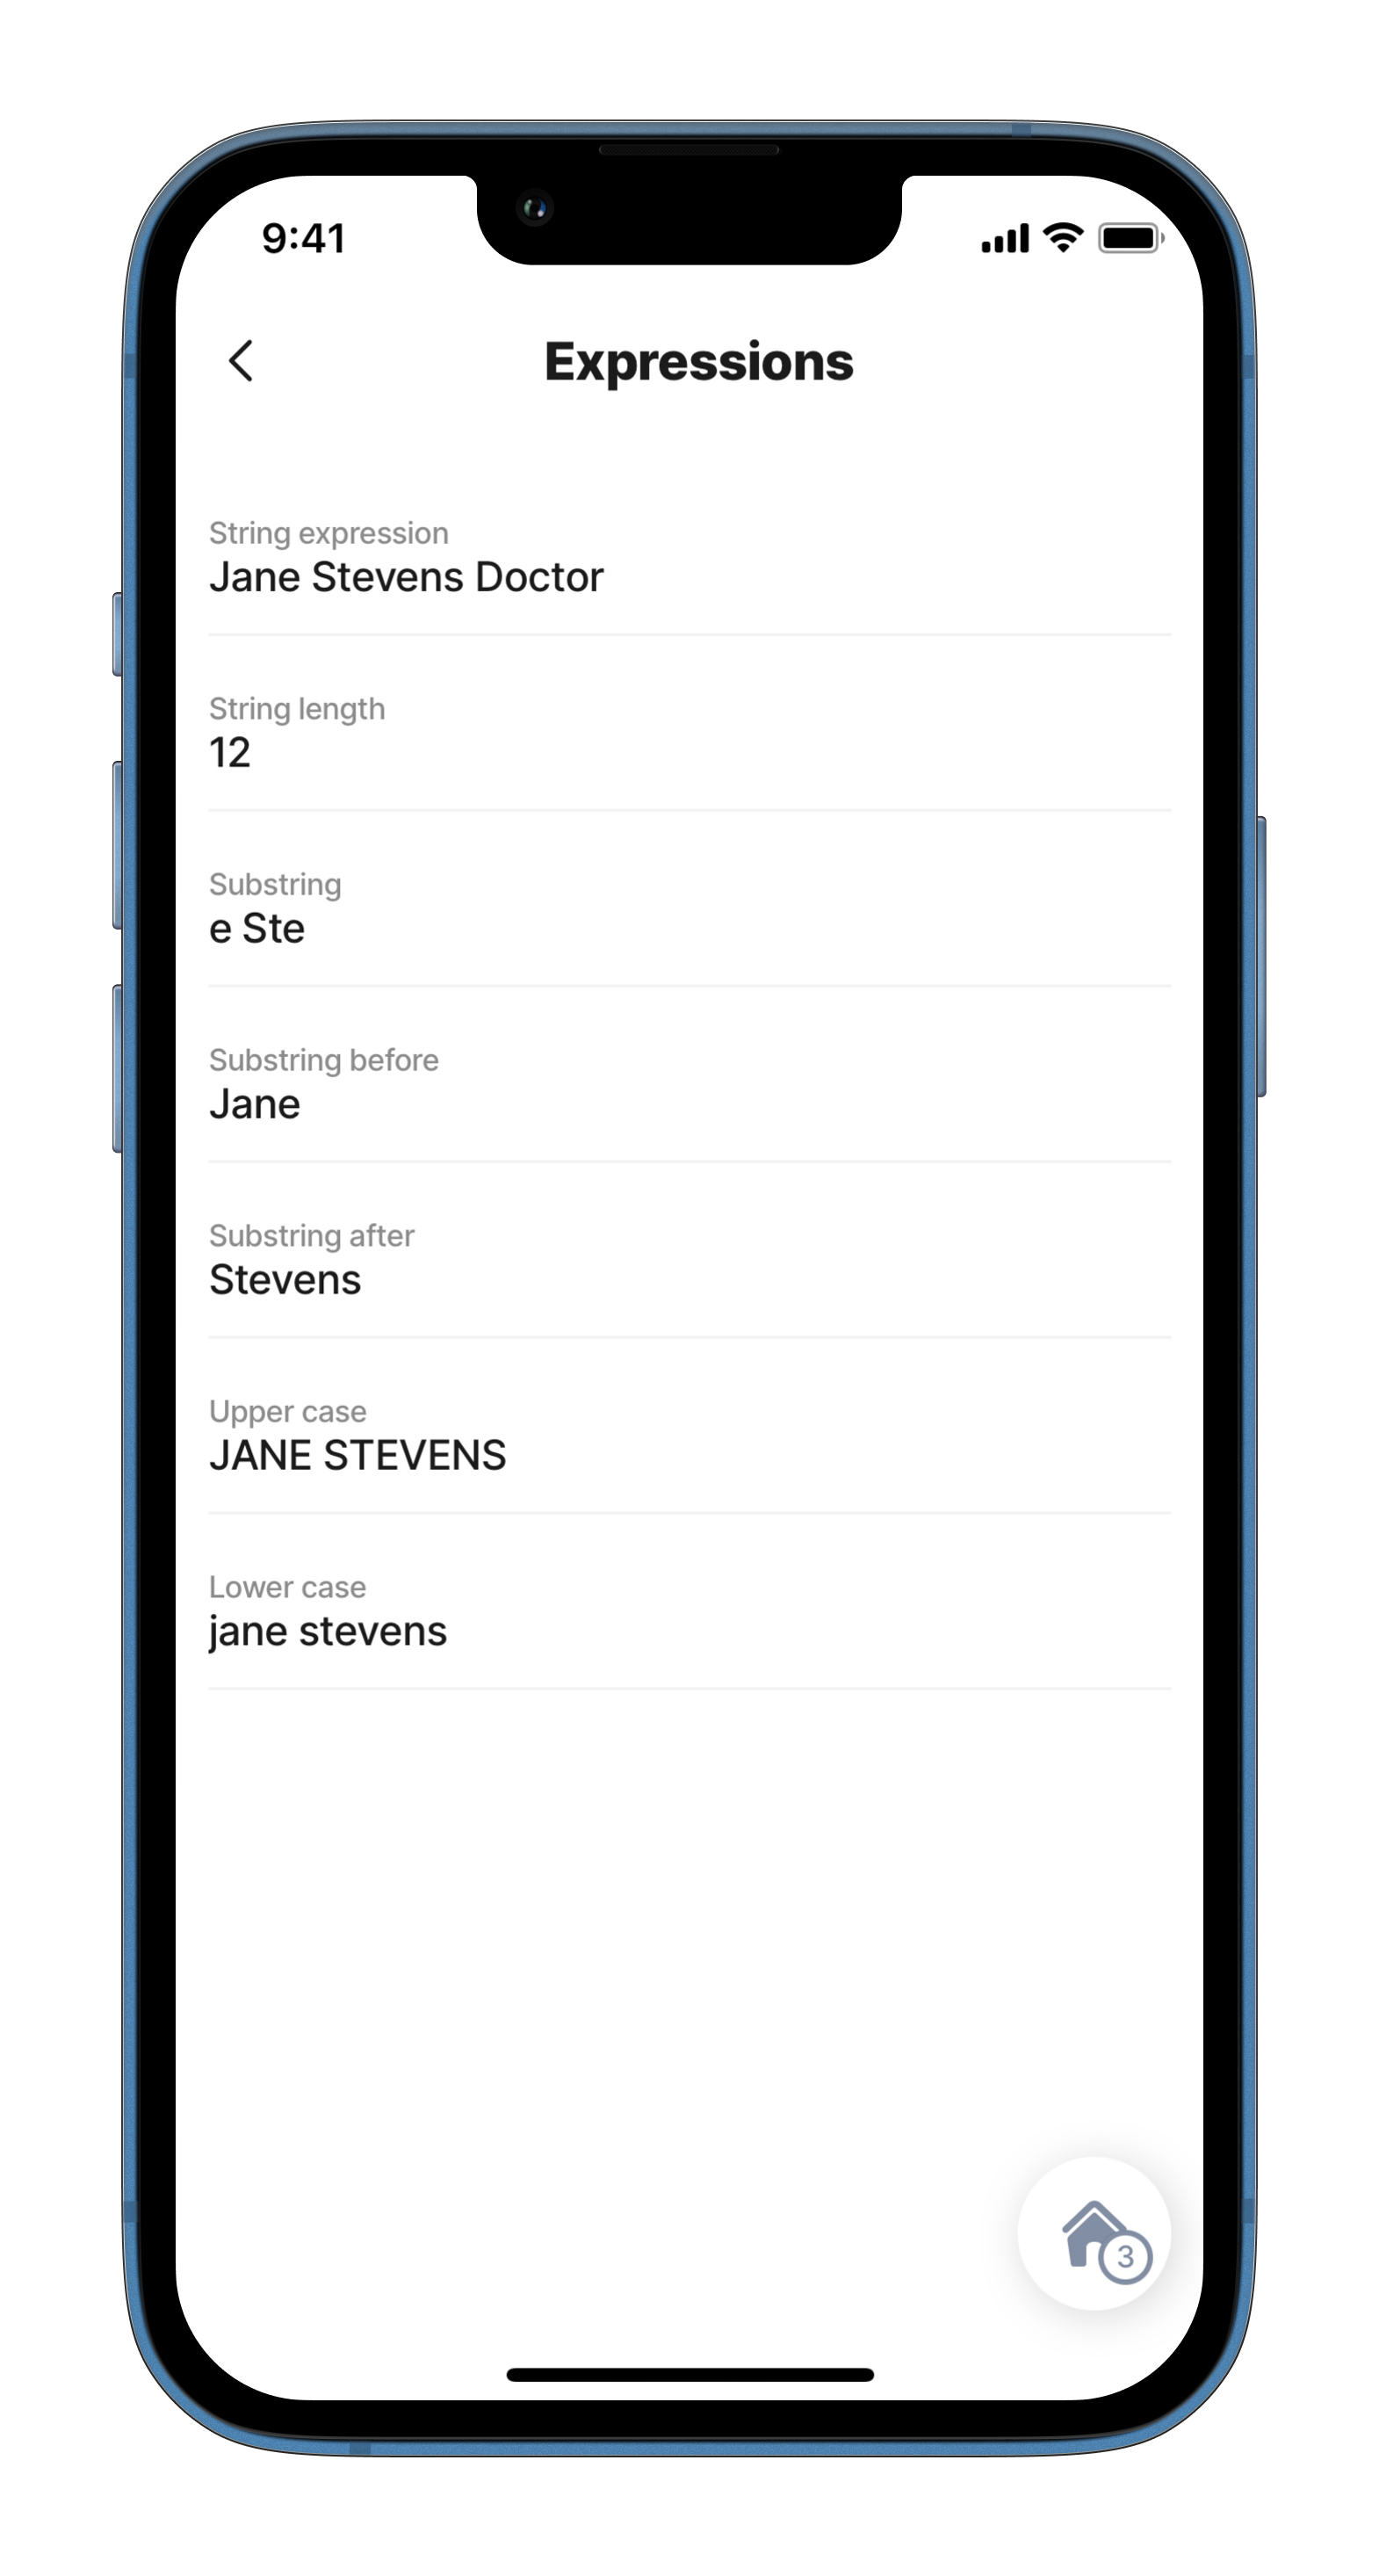 9:41
Expressions
String expression
Jane Stevens Doctor
String length
12
Substring
e Ste
Substring before
Jane
Substring after
Stevens
Upper case
JANE STEVENS
Lower case
jane stevens
3